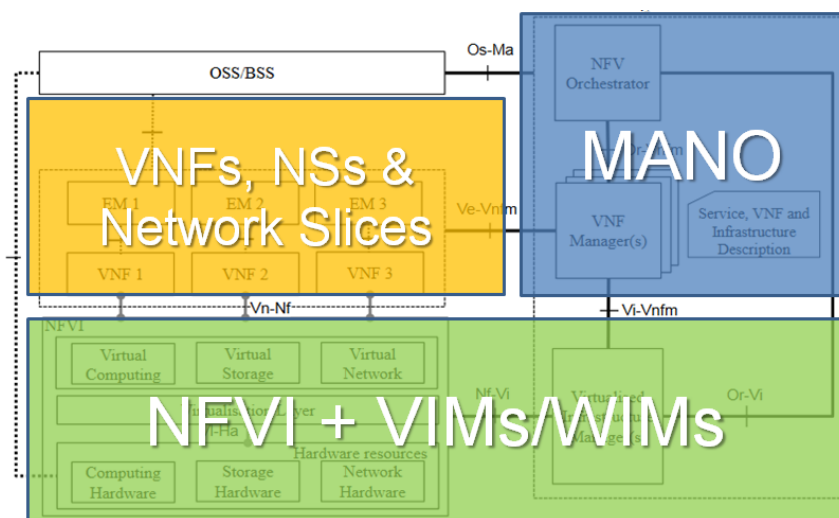 Os-Ma
OSS/BSS
NFV
Orchestrator
VNFs, NSs &
Network Slices
MANO
EM 1
EM 2
EM 3
Ve-Vnfm
VNF
Manager(s)
Service, VNF and
Infrastructure
Description
VNF 1
VNF 2
VNF 3
Vn-Nf
Vi-Vnfm
NFVI
Virtual
Computing
Virtual
Storage
Virtual
Network
Nf-Vi
Or-Vi
NFVI + VIMs/WIMs
Hardware resources
Computing
Hardware
Storage
Hardware
Network
Hardware